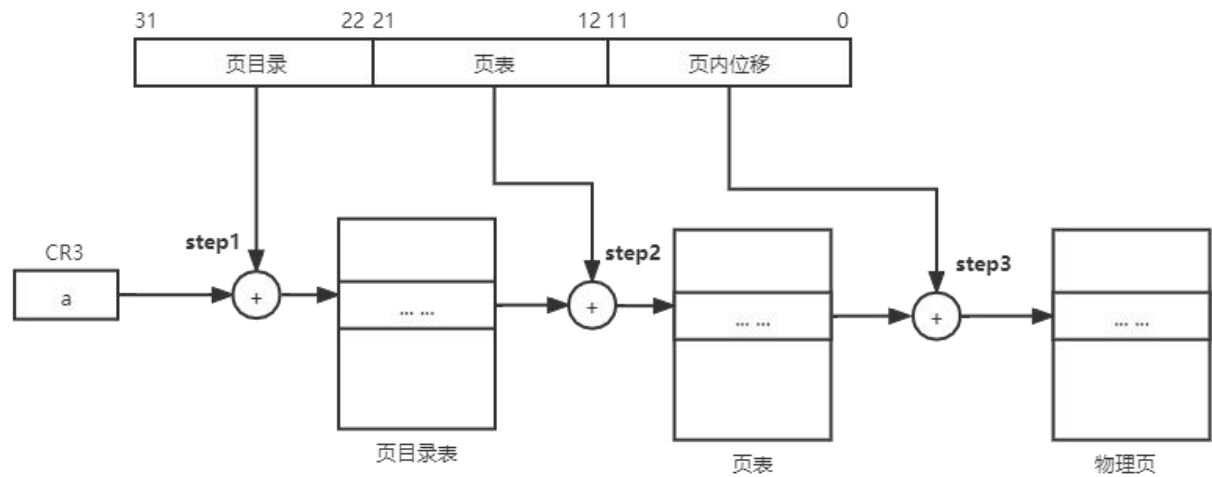 31 22 21 12 11 0
页目录 页表 页内位移
step1
CR3
step2
step3
a
+
... ...
+
... ...
+
... ...
页目录表
页表
物理页